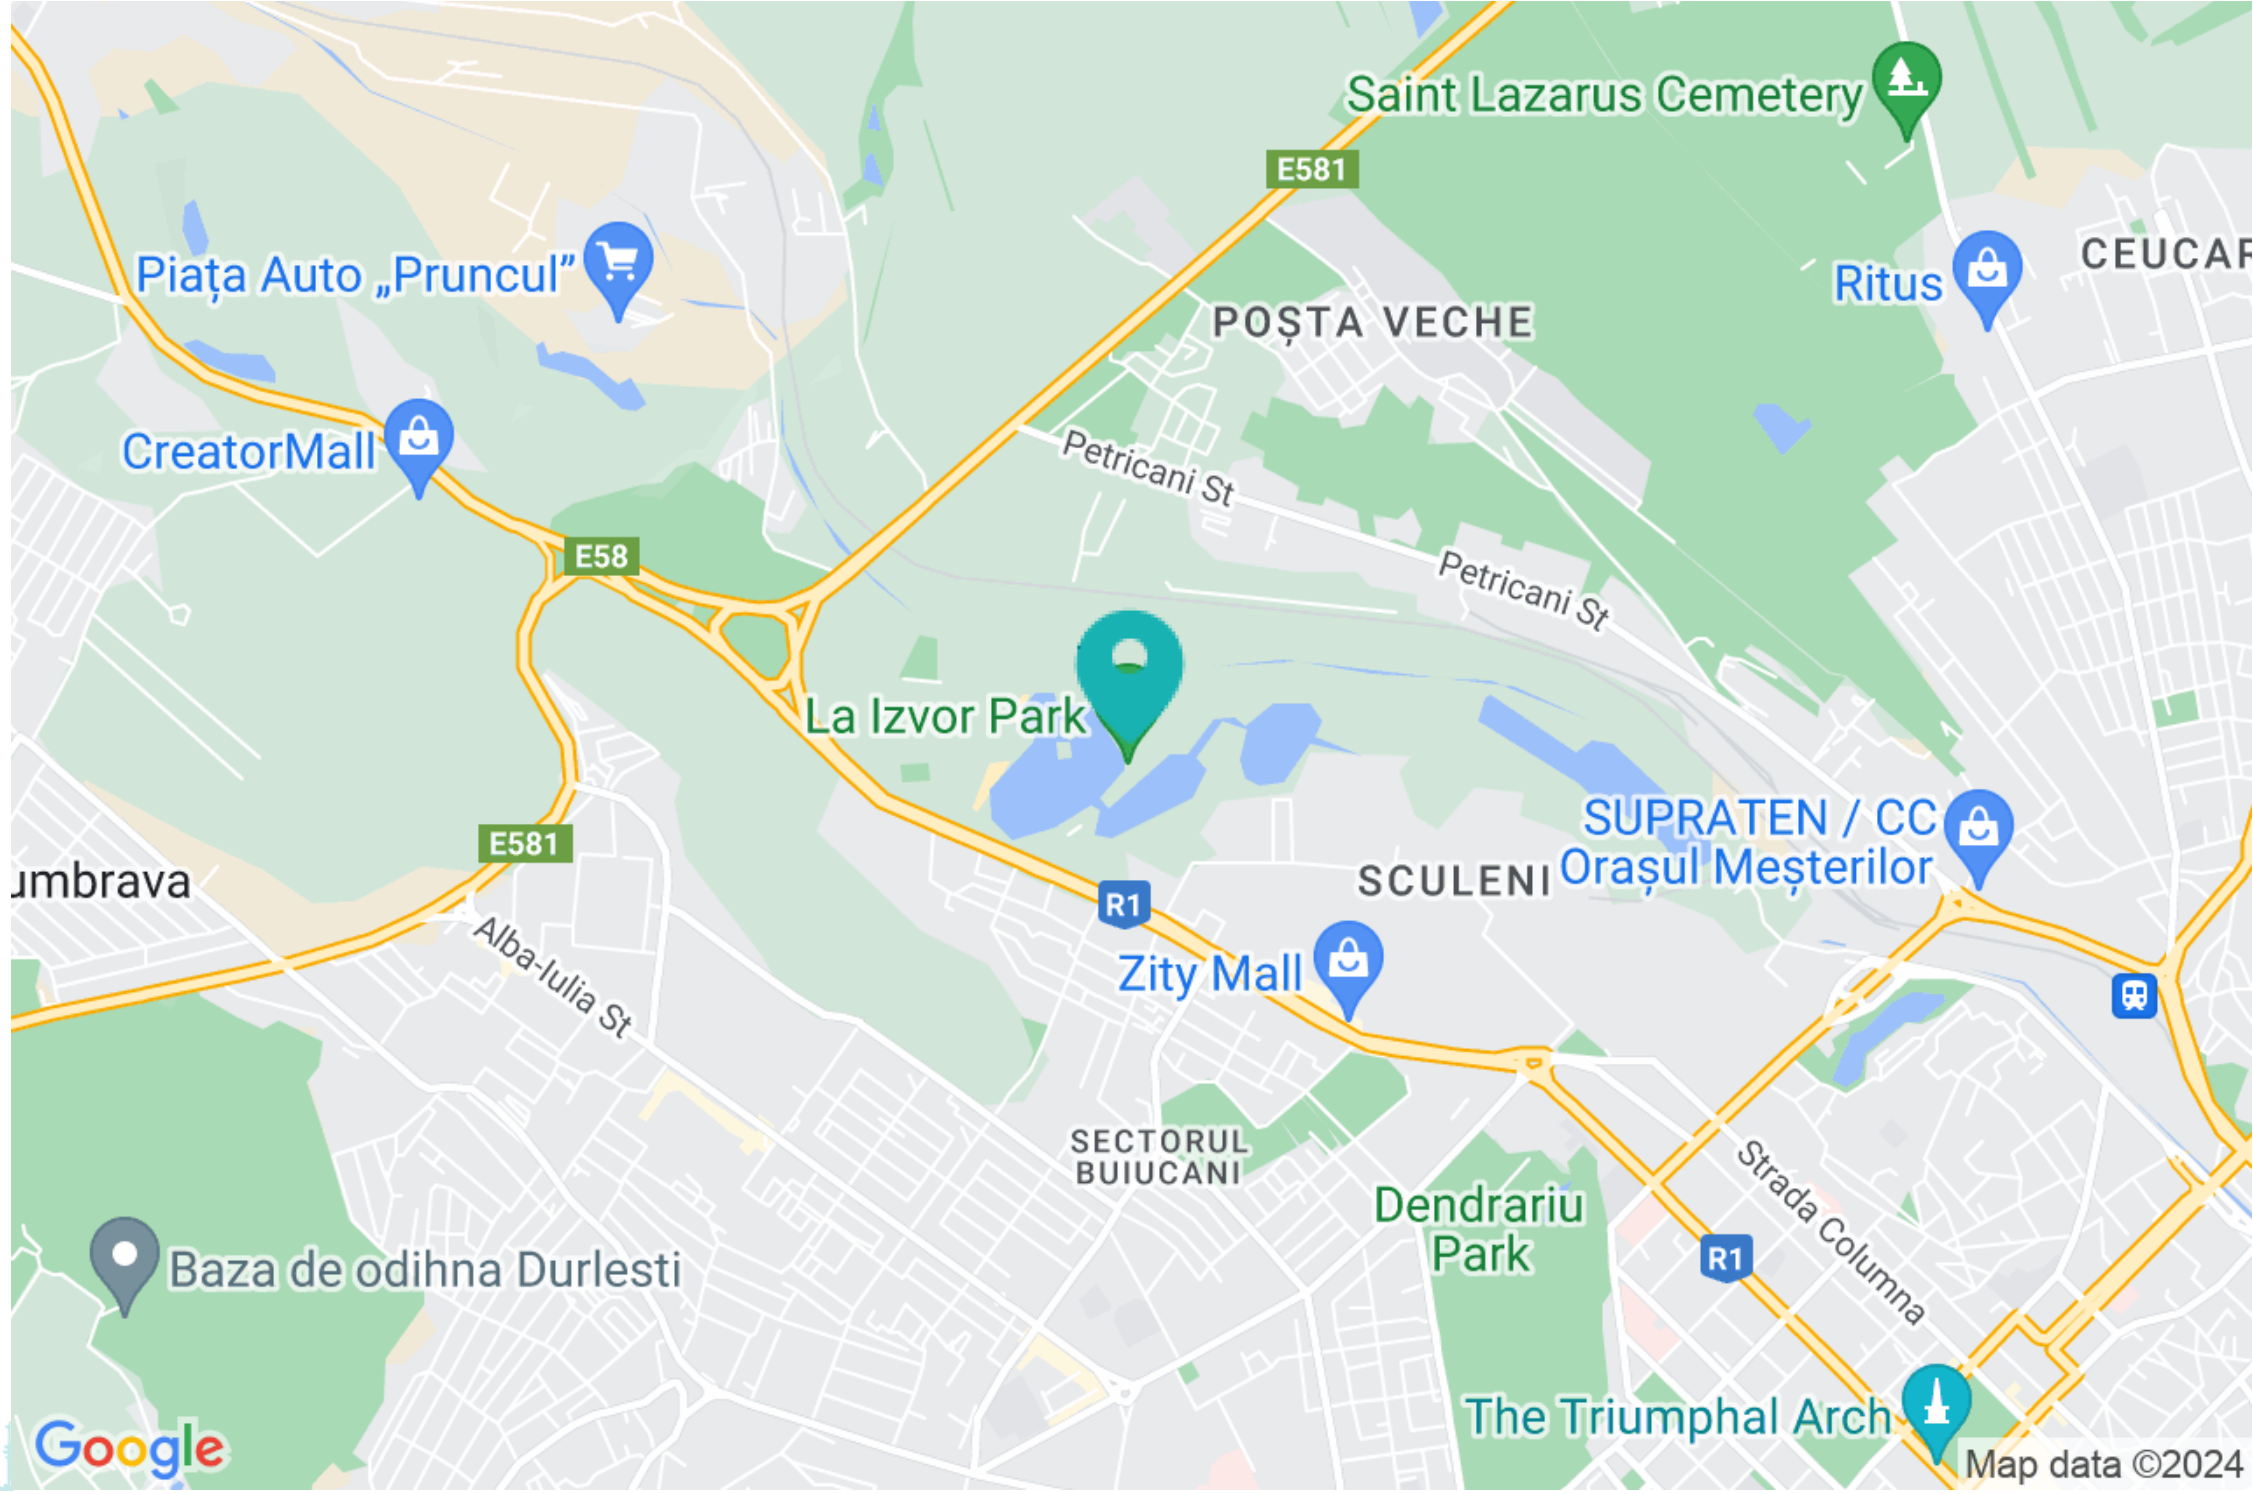 Saint Lazarus Cemetery
E581
Piața Auto „Pruncul”
Ritus
CEUCAR
POȘTA VECHE
CreatorMall
Petricani St
E58
Petricani St
La Izvor Park
SUPRATEN / CC
Orașul Meșterilor
E581
umbrava
SCULENI
R1
Alba-Iulia St
Zity Mall
SECTORUL
BUIUCANI
Strada Columna
Dendrariu
Park
R1
Baza de odihna Durlesti
The Triumphal Arch
Google
Map data ©2024